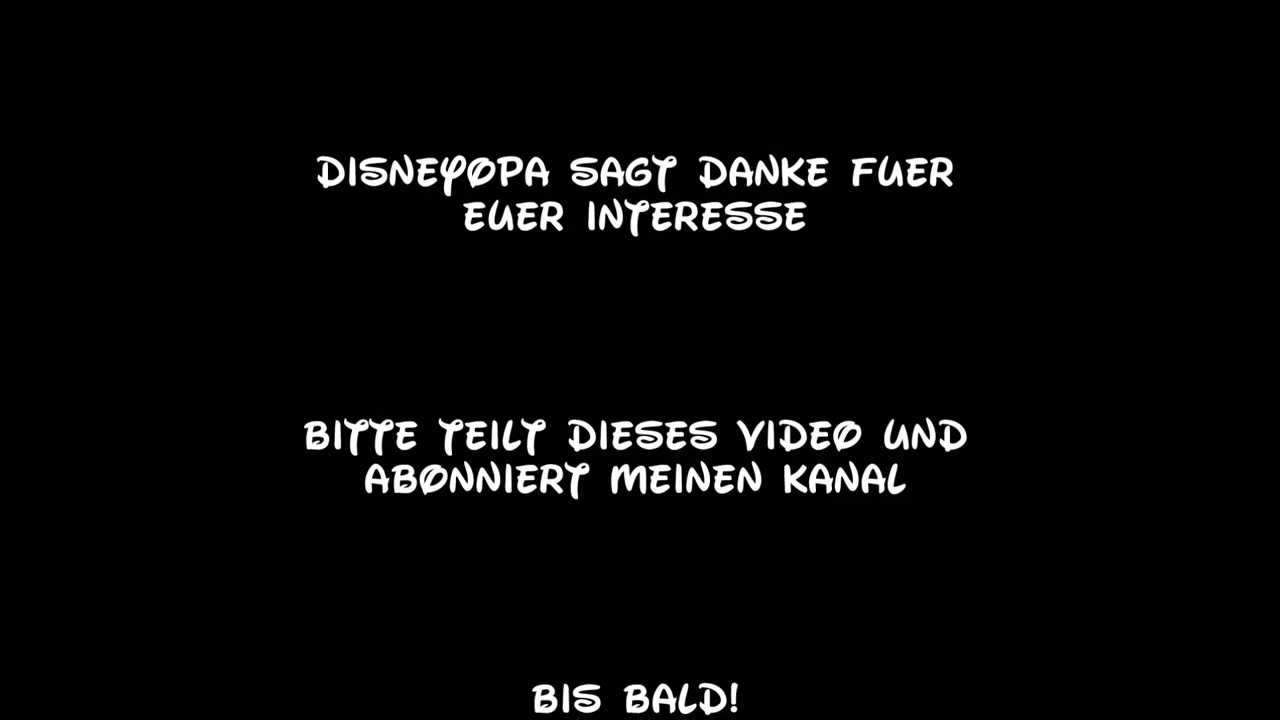 DISNEYOPA SAGT DANKE FUER
EUER INTERESSE
BITTE TEILT DIESES VIDEO UND
ABONNIERT MEINEN KANAL
BIS BALD!